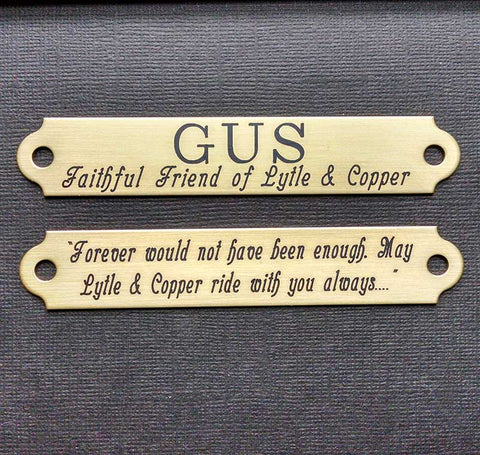 GUS
Faithful Friend of Lytle & Copper
"Forever would not have been enough. May
Lytle & Copper ride with you always...."